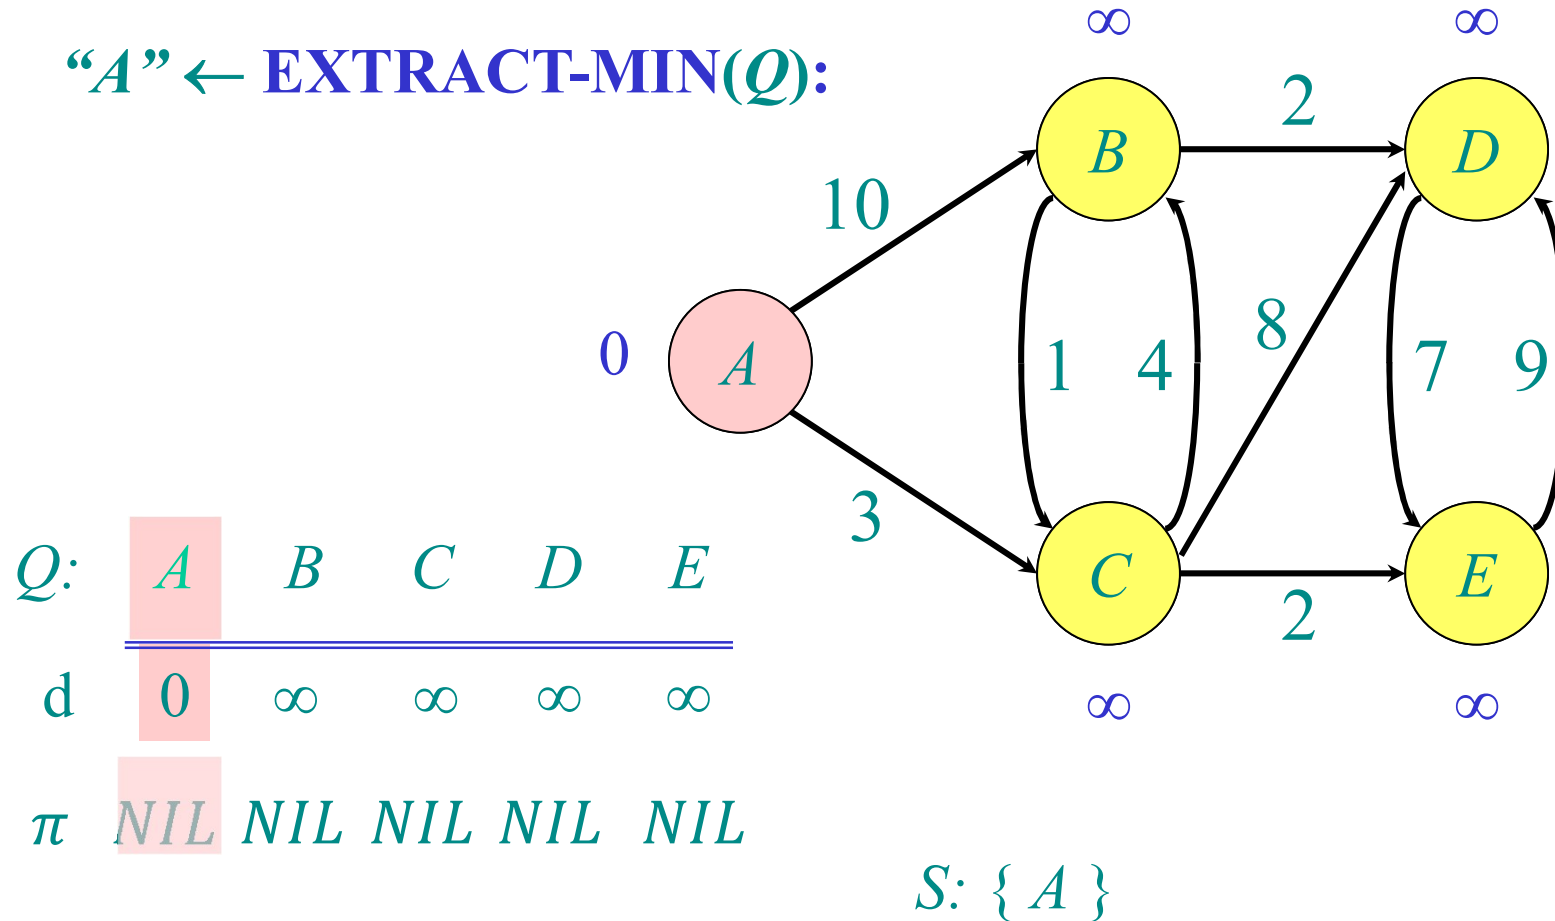 “A” ← EXTRACT-MIN(Q):
∞ ∞
B 2 D
10
0 A 1 4 8 7 9
3
C 2 E
∞ ∞
Q: A B C D E
d 0 ∞ ∞ ∞ ∞
π NIL NIL NIL NIL NIL
S: { A }